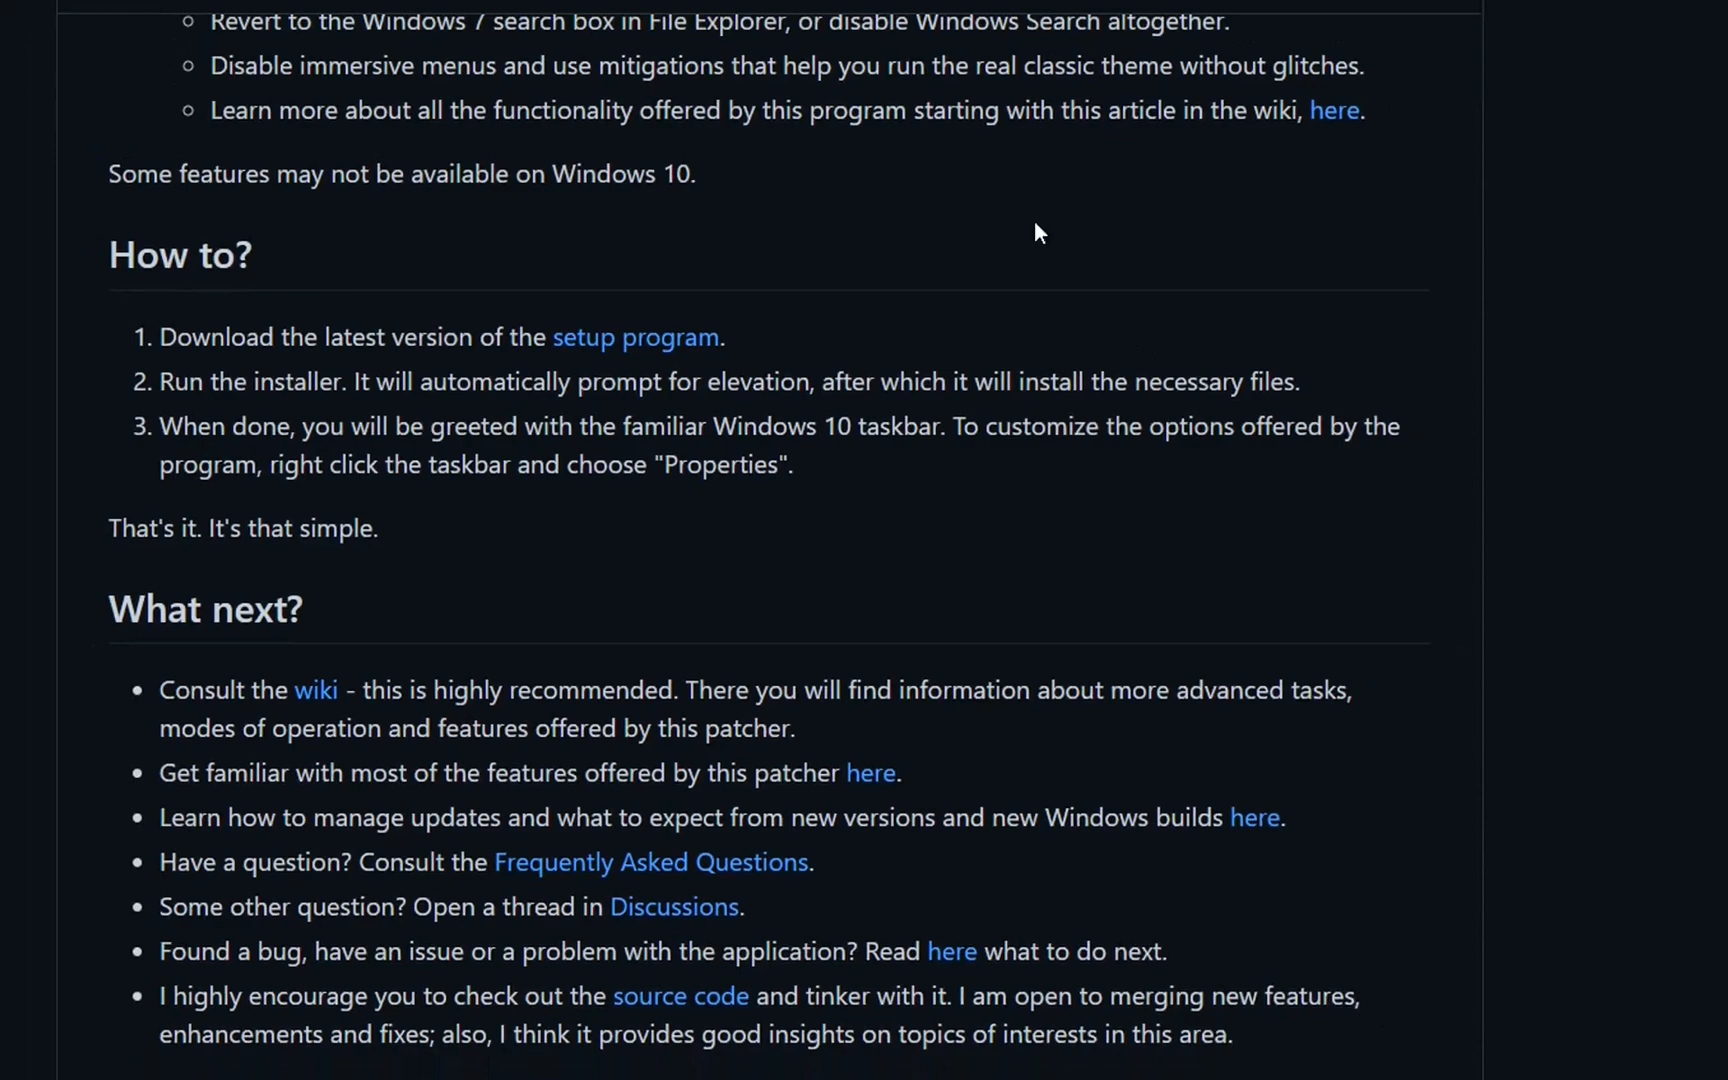 Revert to the Windows 7 search box in File Explorer, or disable Windows Search altogether.
Disable immersive menus and use mitigations that help you run the real classic theme without glitches.
Learn more about all the functionality offered by this program starting with this article in the wiki, here.
Some features may not be available on Windows 10.
How to?
1. Download the latest version of the setup program.
2. Run the installer. It will automatically prompt for elevation, after which it will install the necessary files.
3. When done, you will be greeted with the familiar Windows 10 taskbar. To customize the options offered by the
program, right click the taskbar and choose "Properties".
That's it. It's that simple.
What next?
Consult the wiki - this is highly recommended. There you will find information about more advanced tasks,
modes of operation and features offered by this patcher.
Get familiar with most of the features offered by this patcher here.
Learn how to manage updates and what to expect from new versions and new Windows builds here.
Have a question? Consult the Frequently Asked Questions.
Some other question? Open a thread in Discussions.
Found a bug, have an issue or a problem with the application? Read here what to do next.
I highly encourage you to check out the source code and tinker with it. I am open to merging new features,
enhancements and fixes; also, I think it provides good insights on topics of interests in this area.